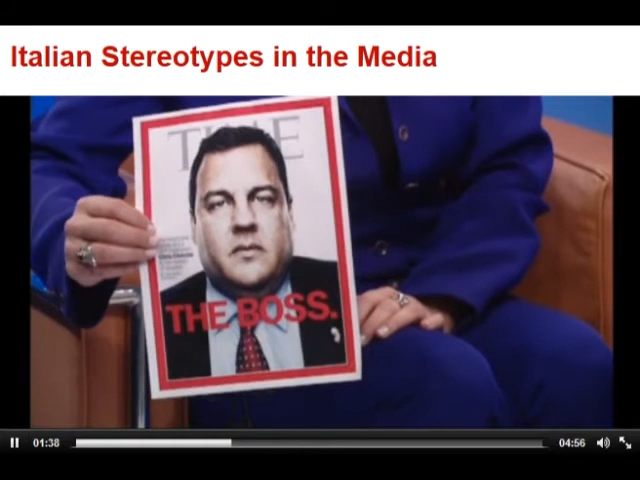 Italian Stereotypes in the Media
TIME
THE BOSS.
01:38
04:56